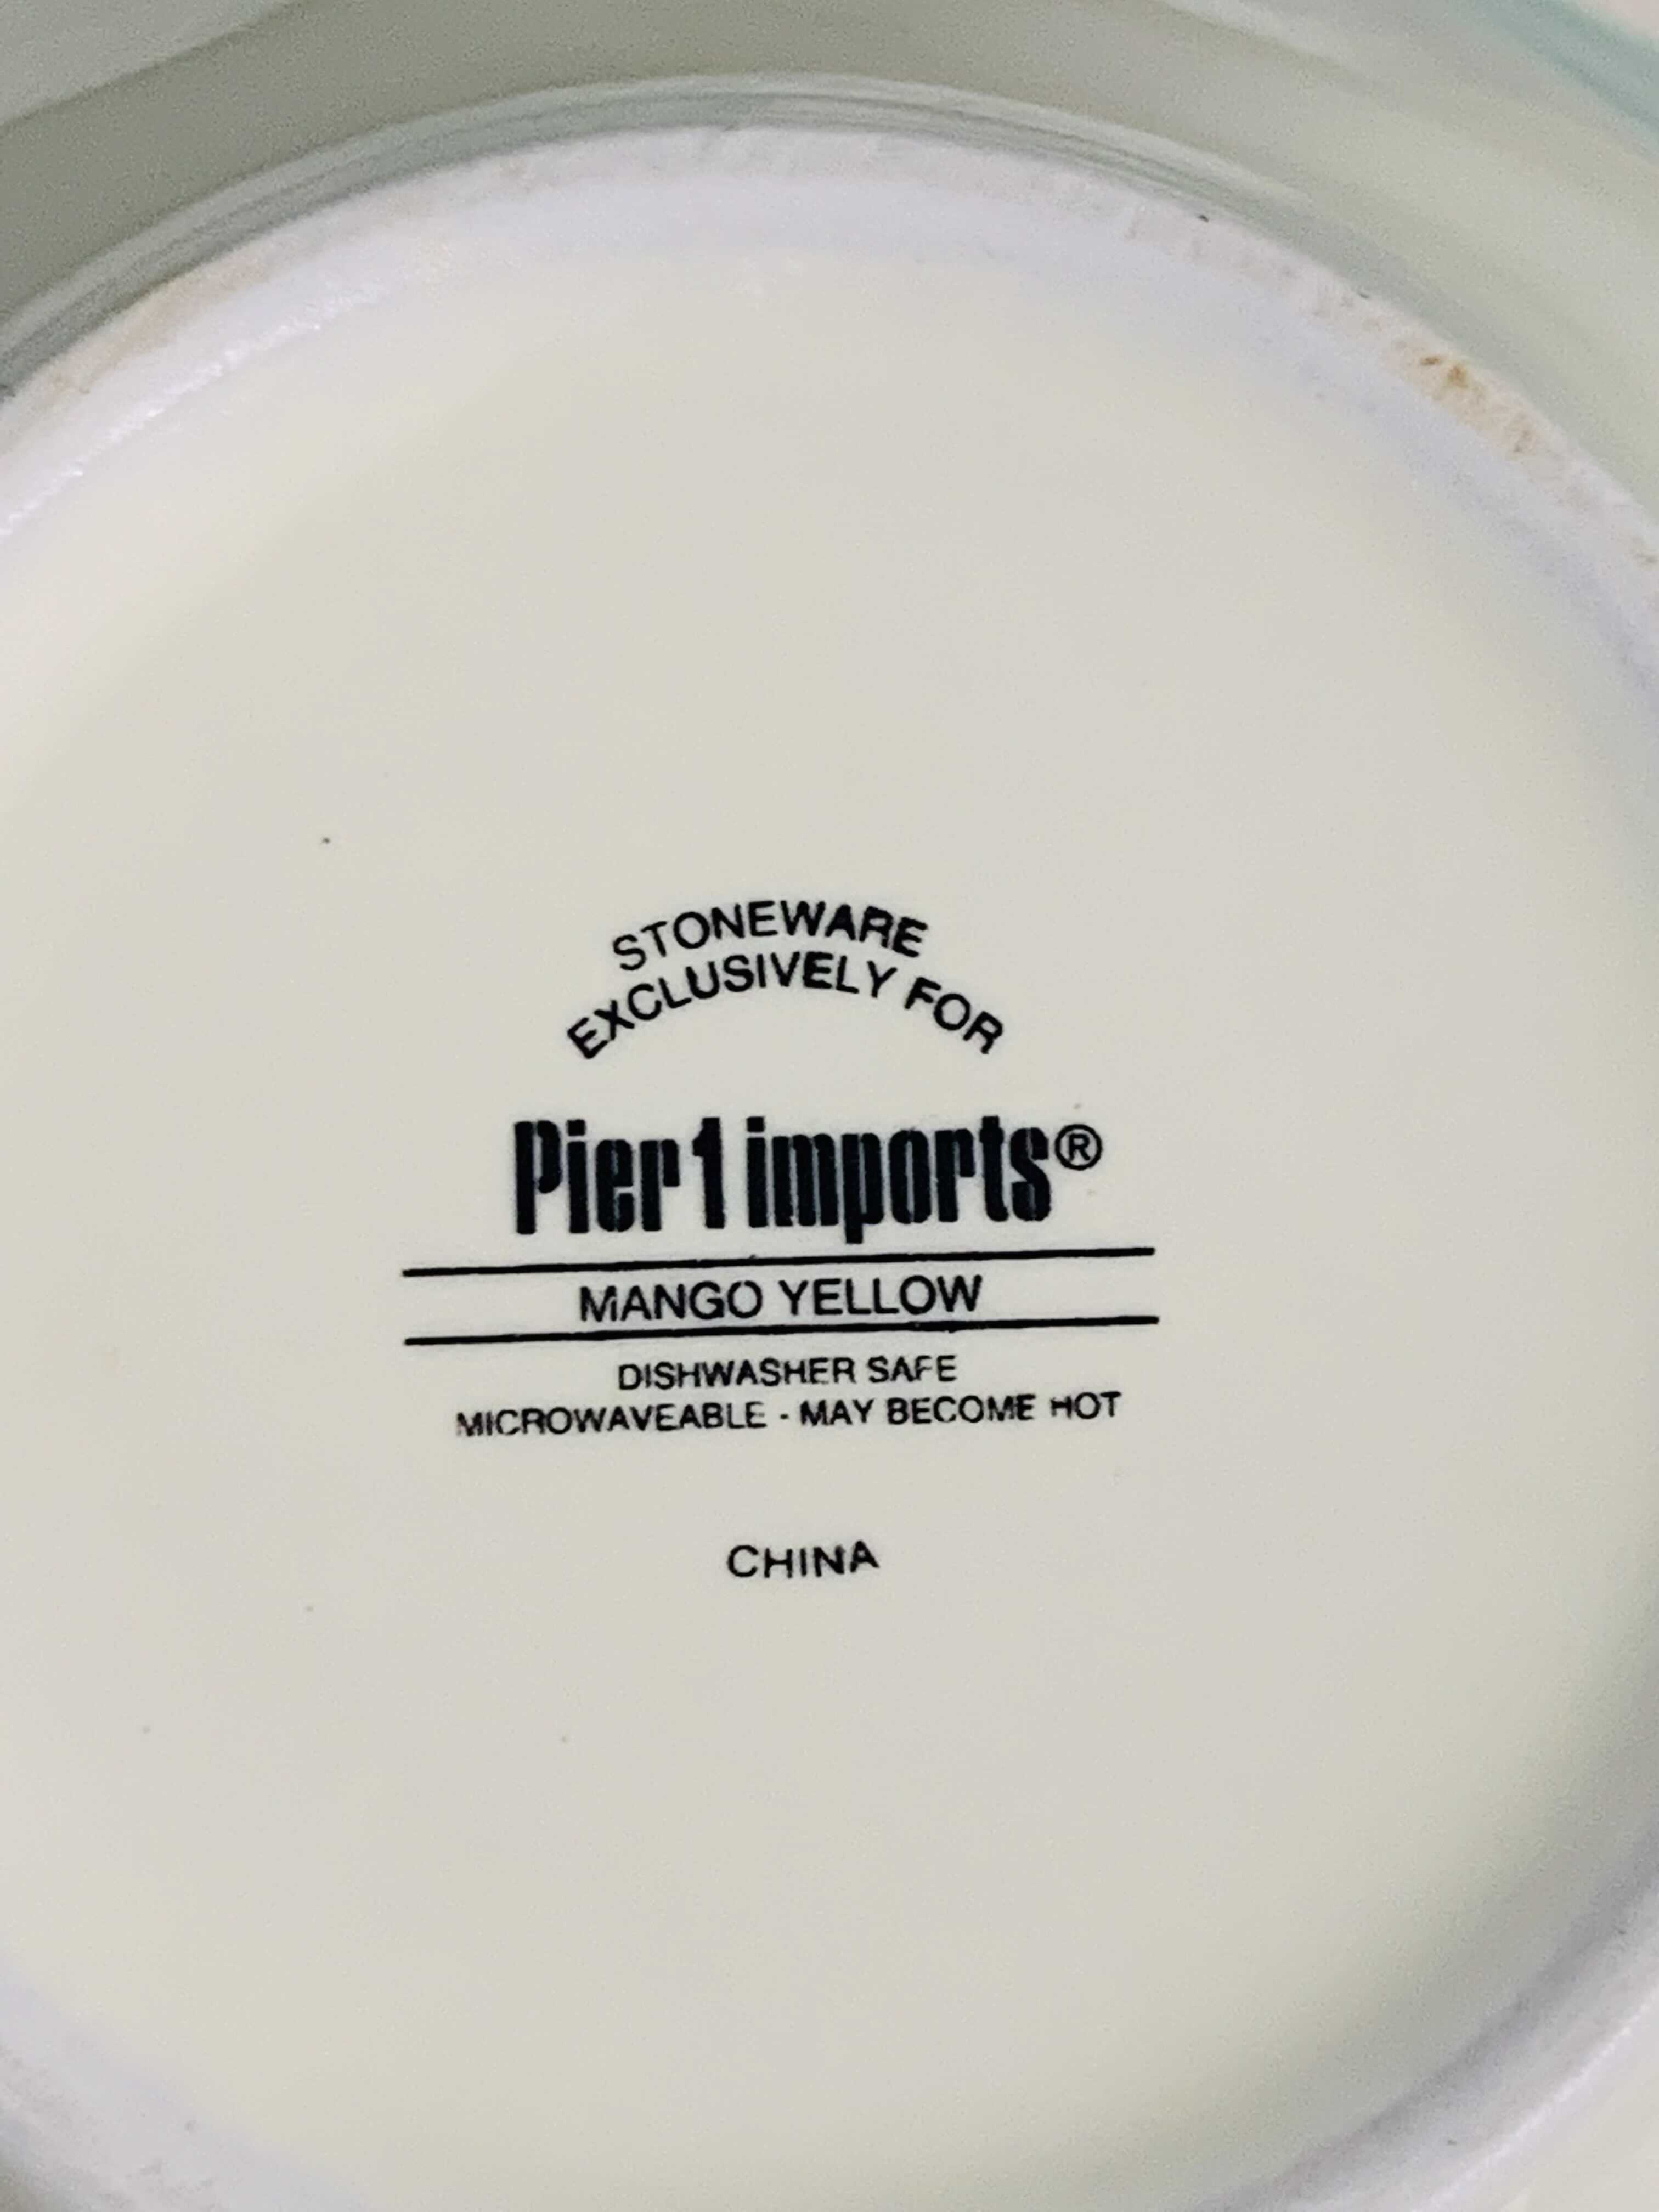 STONEWARE
EXCLUSIVELY FOR
Pier 1 imports®
MANGO YELLOW
DISHWASHER SAFE
MICROWAVEABLE - MAY BECOME HOT
CHINA